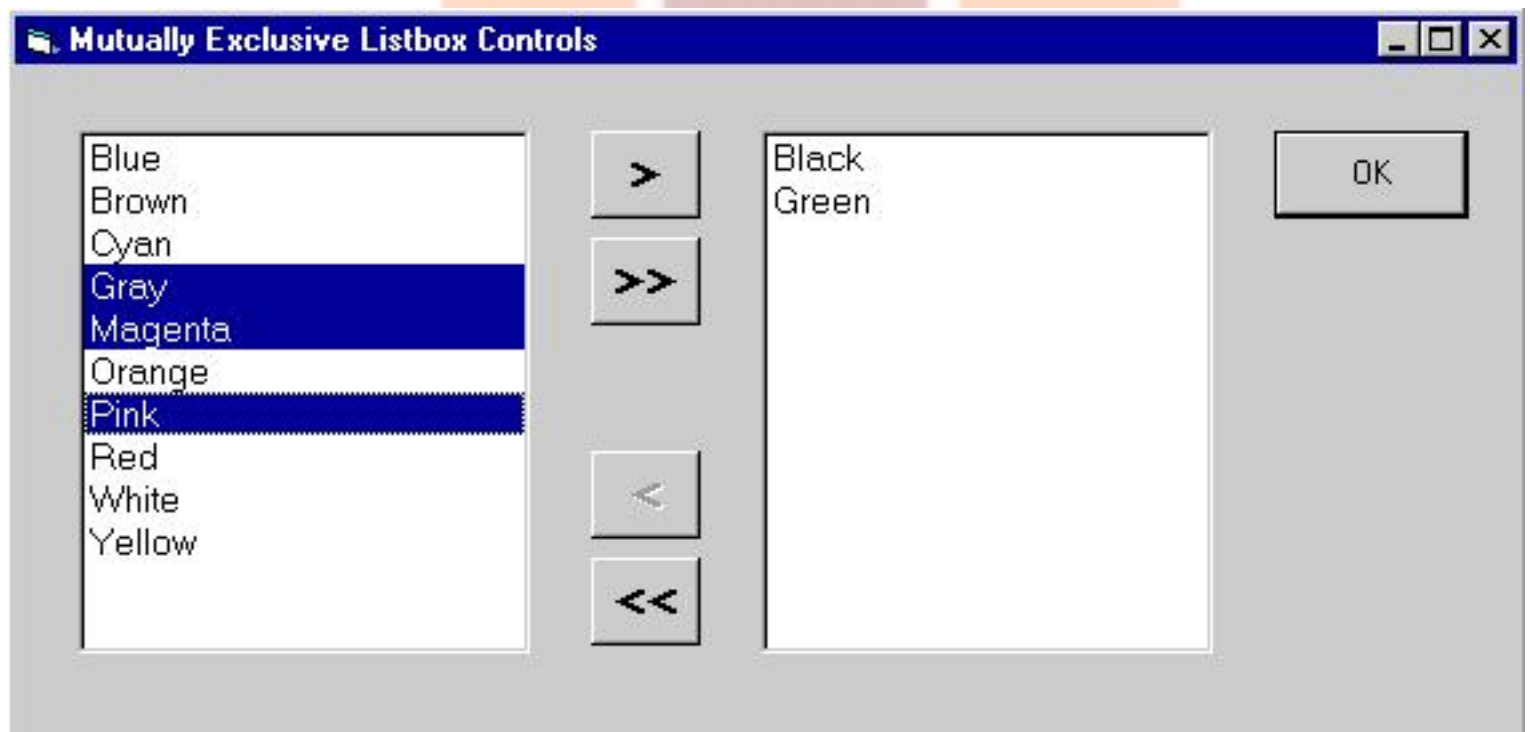 Mutually Exclusive Listbox Controls
Blue
Brown
Cyan
Gray
Magenta
Orange
Pink
Red
White
Yellow
>
>>
<
<<
Black
Green
OK